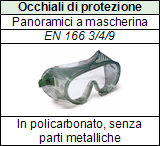 Occhiali di protezione
Panoramici a mascherina
EN 166 3/4/9
In policarbonato, senza
parti metalliche